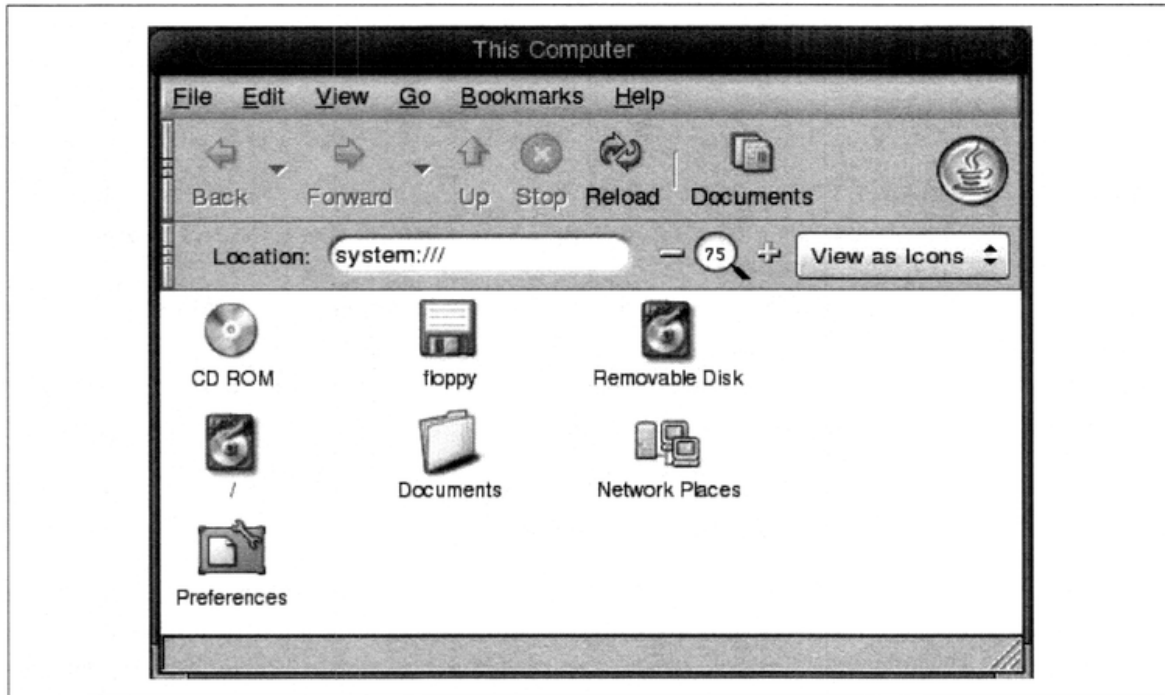 This Computer
File Edit View Go Bookmarks Help
Back Forward Up Stop Reload Documents
Location: system:/// 75 View as Icons
CD ROM floppy Removable Disk
/ Documents Network Places
Preferences